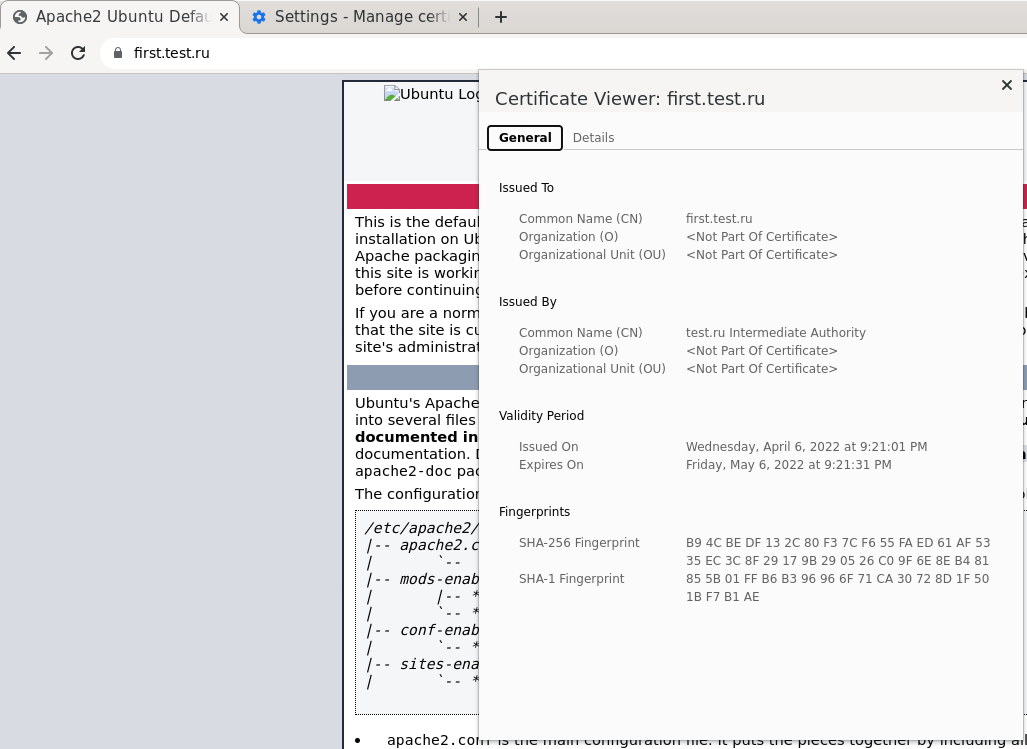 Apache2 Ubuntu Defau
Settings - Manage certi
first.test.ru
Ubuntu Log
This is the defaul
installation on Ub
Apache packagin
this site is workin
before continuing
If you are a norm
that the site is cu
site's administrat
Ubuntu's Apache
into several files
documented in
documentation. D
apache2-doc pac
The configuration
/etc/apache2/
|-- apache2.c
|       `--
|-- mods-enab
|       |-- *
|       `-- *
|-- conf-enab
|       `-- *
|-- sites-ena
|       `-- *
• apache2.conf is the main configuration file. It puts the pieces together by including all
Certificate Viewer: first.test.ru
General Details
Issued To
Common Name (CN) first.test.ru
Organization (O) <Not Part Of Certificate>
Organizational Unit (OU) <Not Part Of Certificate>
Issued By
Common Name (CN) test.ru Intermediate Authority
Organization (O) <Not Part Of Certificate>
Organizational Unit (OU) <Not Part Of Certificate>
Validity Period
Issued On Wednesday, April 6, 2022 at 9:21:01 PM
Expires On Friday, May 6, 2022 at 9:21:31 PM
Fingerprints
SHA-256 Fingerprint B9 4C BE DF 13 2C 80 F3 7C F6 55 FA ED 61 AF 53
35 EC 3C 8F 29 17 9B 29 05 26 C0 9F 6E 8E B4 81
SHA-1 Fingerprint 85 5B 01 FF B6 B3 96 96 6F 71 CA 30 72 8D 1F 50
1B F7 B1 AE